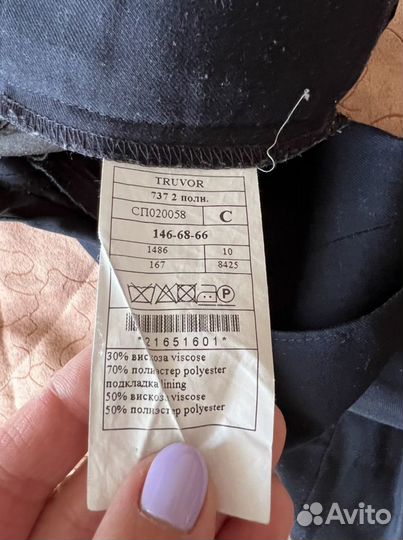 TRUVOR
737 2 полн.
СП020058 C
146-68-66
1486 10
167 8425
P
*21651601*
30% вискоза viscose
70% полиэстер polyester
подкладка lining
50% вискоза viscose
50% полиэстер polyester
Avito